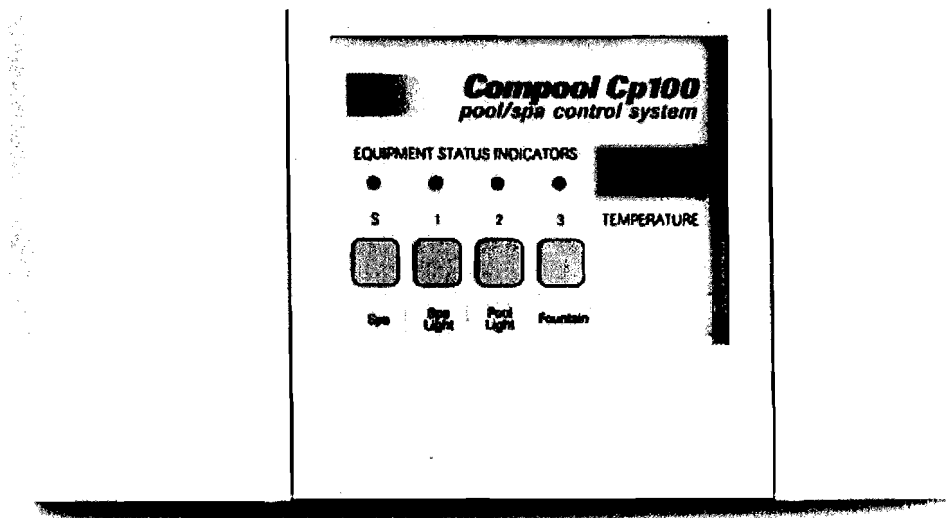 Compool Cp100
pool/spa control system
EQUIPMENT STATUS INDICATORS
S 1 2 3 TEMPERATURE
Spa Spa Pool Fountain
Light Light